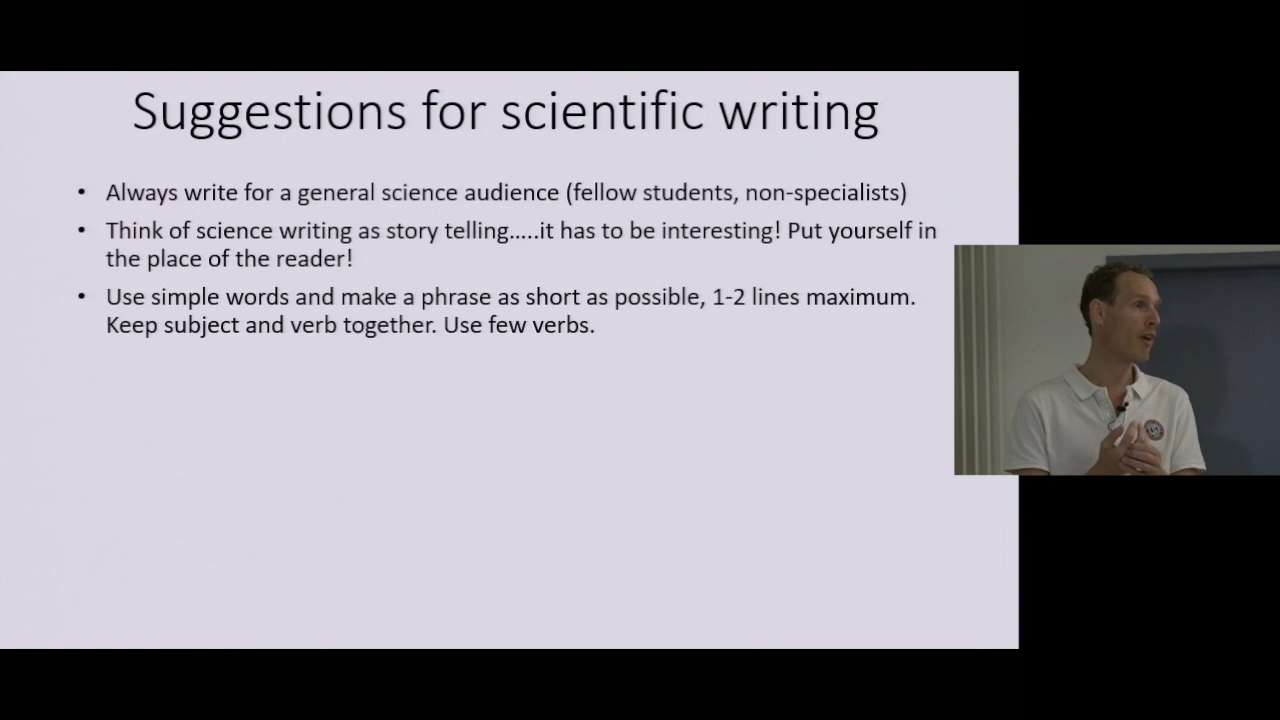 Suggestions for scientific writing
• Always write for a general science audience (fellow students, non-specialists)
• Think of science writing as story telling.....it has to be interesting! Put yourself in
the place of the reader!
• Use simple words and make a phrase as short as possible, 1-2 lines maximum.
Keep subject and verb together. Use few verbs.